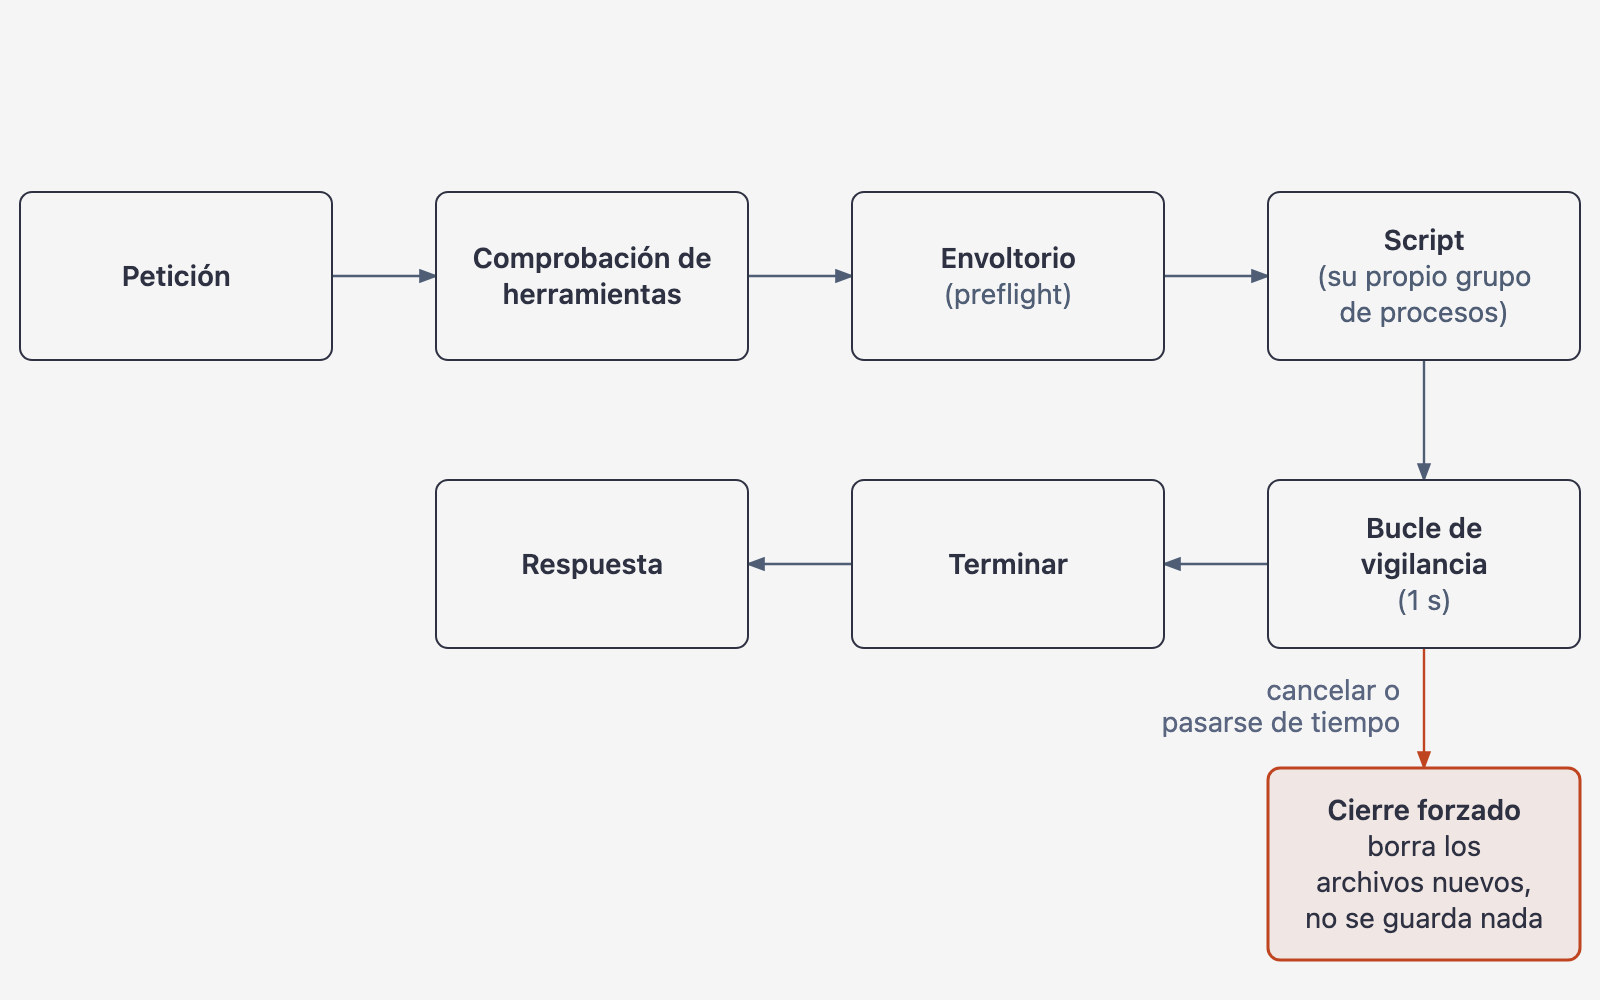 Petición
Comprobación de
herramientas
Envoltorio
(preflight)
Script
(su propio grupo
de procesos)
Respuesta
Terminar
Bucle de
vigilancia
(1 s)
cancelar o
pasarse de tiempo
Cierre forzado
borra los
archivos nuevos,
no se guarda nada